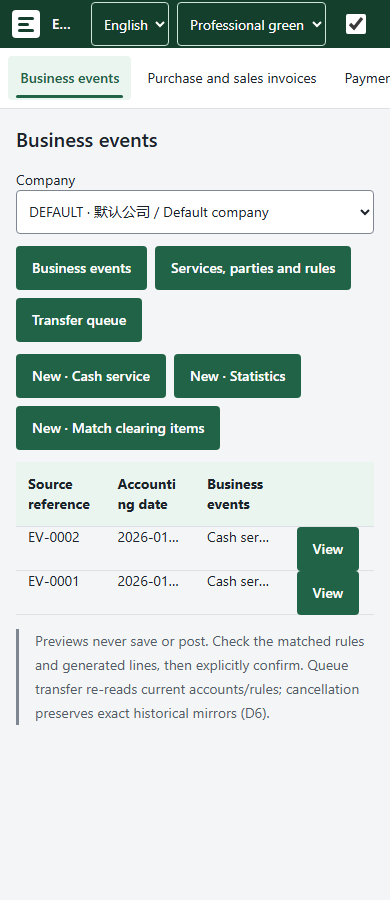 E...
English
Professional green
Business events
Purchase and sales invoices
Business events
Company
DEFAULT · 默认公司 / Default company
Business events
Services, parties and rules
Transfer queue
New · Cash service
New · Statistics
New · Match clearing items
Source reference
Accounti
ng date
Business events
EV-0002
2026-01...
Cash ser...
View
EV-0001
2026-01...
Cash ser...
View
Previews never save or post. Check the matched rules
and generated lines, then explicitly confirm. Queue
transfer re-reads current accounts/rules; cancellation
preserves exact historical mirrors (D6).